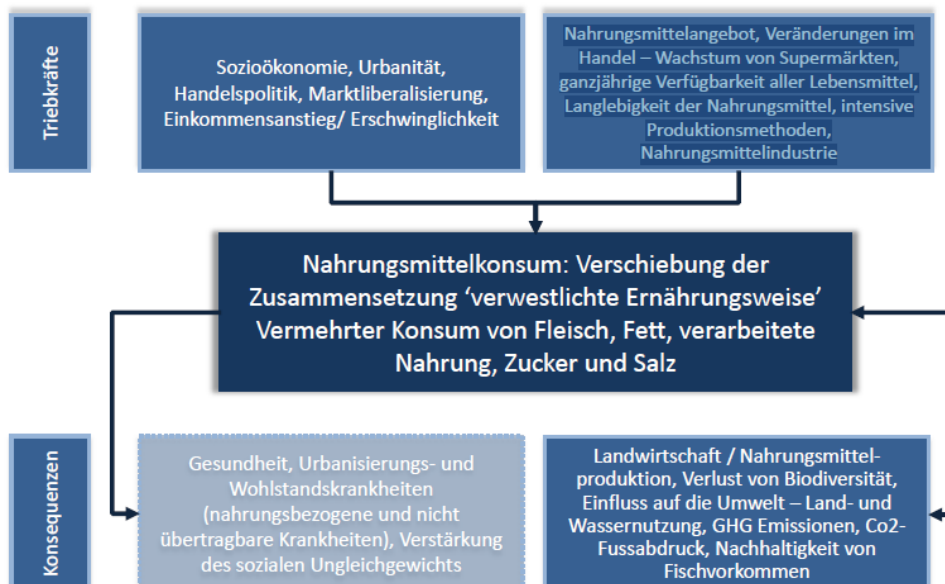 Triebkräfte
Sozioökonomie, Urbanität,
Handelspolitik, Marktliberalisierung,
Einkommensanstieg/ Erschwinglichkeit
Nahrungsmittelangebot, Veränderungen im
Handel – Wachstum von Supermärkten,
ganzjährige Verfügbarkeit aller Lebensmittel,
Langlebigkeit der Nahrungsmittel, intensive
Produktionsmethoden,
Nahrungsmittelindustrie
Nahrungsmittelkonsum: Verschiebung der
Zusammensetzung ‘verwestlichte Ernährungsweise’
Vermehrter Konsum von Fleisch, Fett, verarbeitete
Nahrung, Zucker und Salz
Konsequenzen
Gesundheit, Urbanisierungs- und
Wohlstandskrankheiten
(nahrungsbezogene und nicht
übertragbare Krankheiten), Verstärkung
des sozialen Ungleichgewichts
Landwirtschaft / Nahrungsmittel-
produktion, Verlust von Biodiversität,
Einfluss auf die Umwelt – Land- und
Wassernutzung, GHG Emissionen, Co2-
Fussabdruck, Nachhaltigkeit von
Fischvorkommen